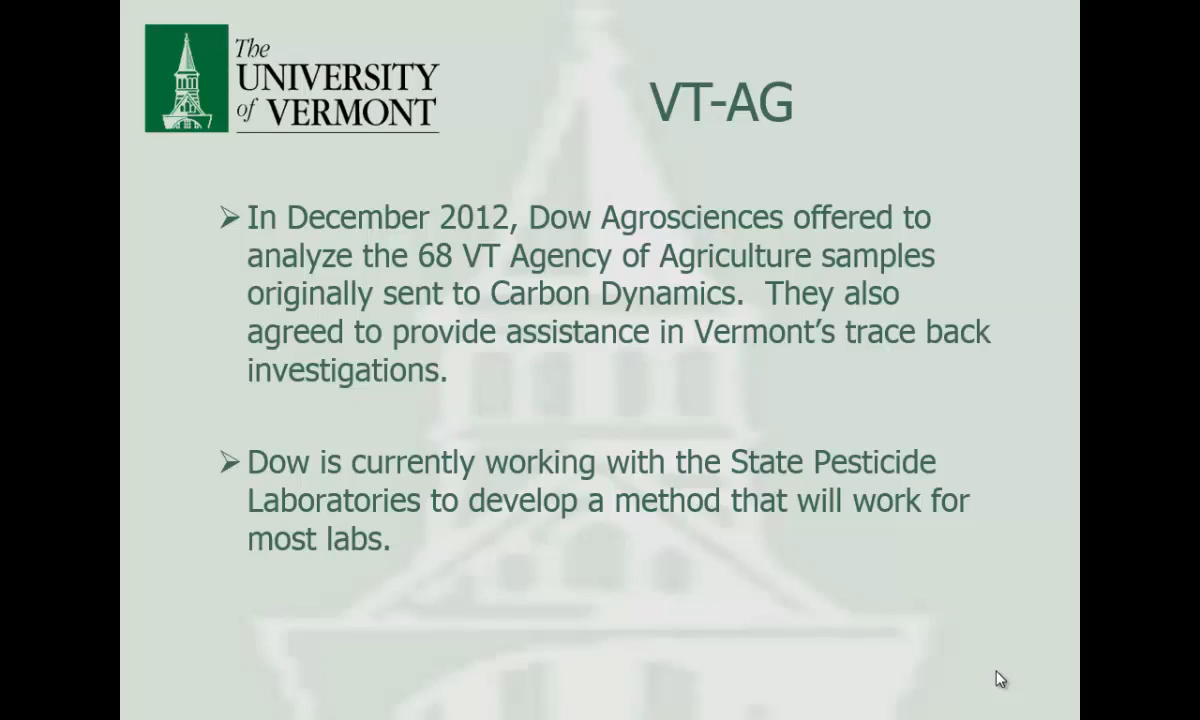 The
UNIVERSITY
of VERMONT
VT-AG
➢ In December 2012, Dow Agrosciences offered to
analyze the 68 VT Agency of Agriculture samples
originally sent to Carbon Dynamics.  They also
agreed to provide assistance in Vermont’s trace back
investigations.
➢ Dow is currently working with the State Pesticide
Laboratories to develop a method that will work for
most labs.